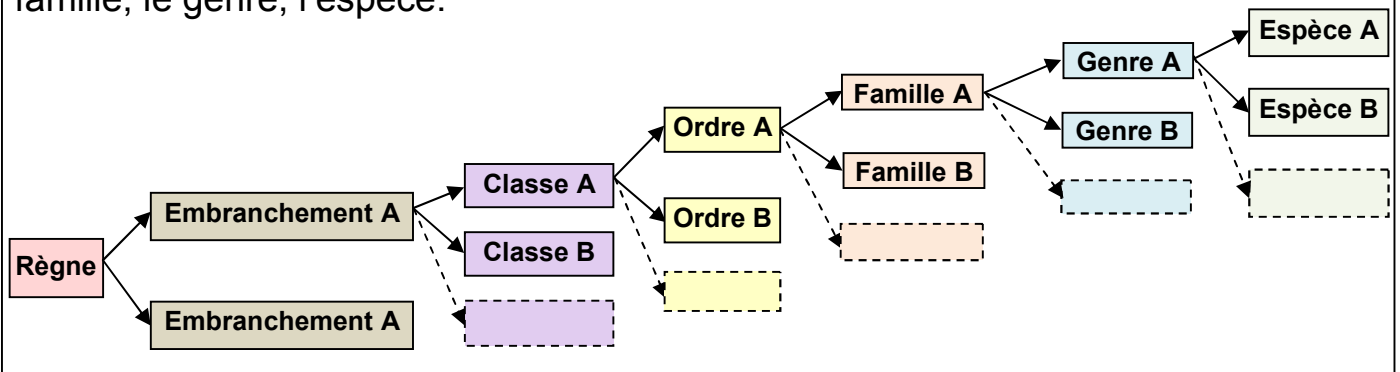 famille, le genre, l'espèce.
Règne
Embranchement A
Embranchement A
Classe A
Classe B
Ordre A
Ordre B
Famille A
Famille B
Genre A
Genre B
Espèce A
Espèce B